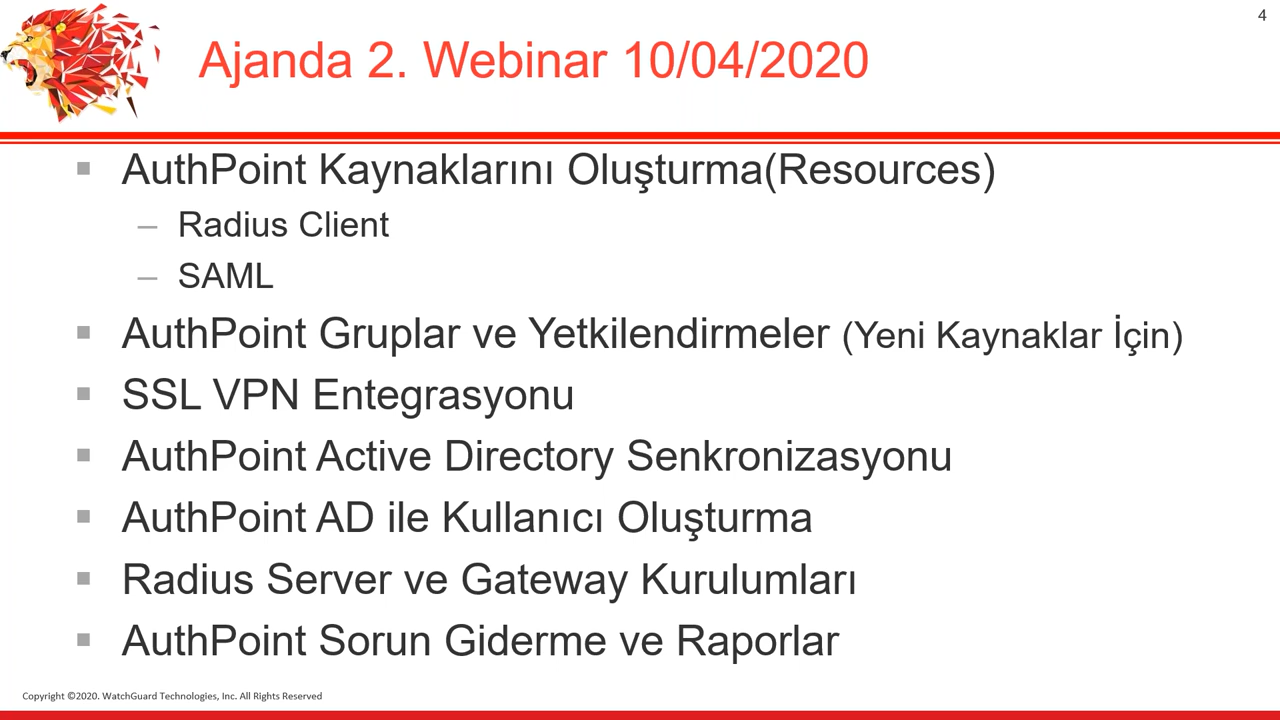 4
Ajanda 2. Webinar 10/04/2020
▪ AuthPoint Kaynaklarını Oluşturma(Resources)
– Radius Client
– SAML
▪ AuthPoint Gruplar ve Yetkilendirmeler (Yeni Kaynaklar İçin)
▪ SSL VPN Entegrasyonu
▪ AuthPoint Active Directory Senkronizasyonu
▪ AuthPoint AD ile Kullanıcı Oluşturma
▪ Radius Server ve Gateway Kurulumları
▪ AuthPoint Sorun Giderme ve Raporlar
Copyright ©2020. WatchGuard Technologies, Inc. All Rights Reserved